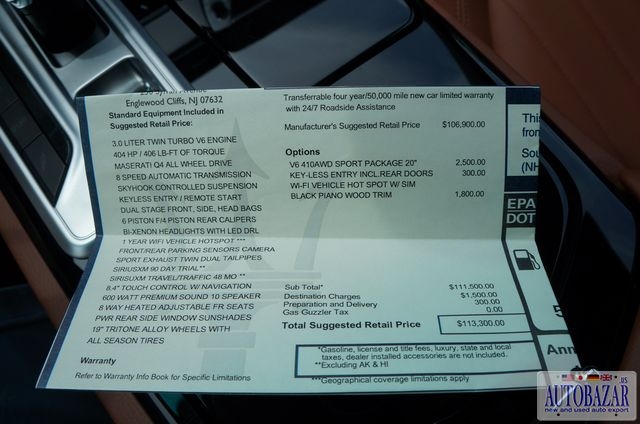 Englewood Cliffs, NJ 07632
Standard Equipment Included in
Suggested Retail Price:
3.0 LITER TWIN TURBO V6 ENGINE
404 HP / 406 LB-FT OF TORQUE
MASERATI Q4 ALL WHEEL DRIVE
8 SPEED AUTOMATIC TRANSMISSION
SKYHOOK CONTROLLED SUSPENSION
KEYLESS ENTRY / REMOTE START
DUAL STAGE FRONT, SIDE, HEAD BAGS
6 PISTON F/4 PISTON REAR CALIPERS
BI-XENON HEADLIGHTS WITH LED DRL
1 YEAR WIFI VEHICLE HOTSPOT ***
FRONT/REAR PARKING SENSORS CAMERA
SPORT EXHAUST TWIN DUAL TAILPIPES
SIRIUSXM 90 DAY TRIAL**
SIRIUSXM TRAVEL/TRAFFIC 48 MO **
8.4" TOUCH CONTROL W/ NAVIGATION
600 WATT PREMIUM SOUND 10 SPEAKER
8 WAY HEATED ADJUSTABLE FR SEATS
PWR REAR SIDE WINDOW SUNSHADES
19" TRITONE ALLOY WHEELS WITH
ALL SEASON TIRES
Warranty
Refer to Warranty Info Book for Specific Limitations
Transferrable four year/50,000 mile new car limited warranty
with 24/7 Roadside Assistance
Manufacturer's Suggested Retail Price $106,900.00
Options
V6 410AWD SPORT PACKAGE 20" 2,500.00
KEY-LESS ENTRY INCL.REAR DOORS 300.00
WI-FI VEHICLE HOT SPOT W/ SIM
BLACK PIANO WOOD TRIM 1,800.00
Sub Total* $111,500.00
Destination Charges $1,500.00
Preparation and Delivery 300.00
Gas Guzzler Tax 0.00
Total Suggested Retail Price $113,300.00
*Gasoline, license and title fees, luxury, state and local
taxes, dealer installed accessories are not included.
**Excluding AK & HI
***Geographical coverage limitations apply
EPA
DOT
AUTOBAZAR.US
new and used auto export